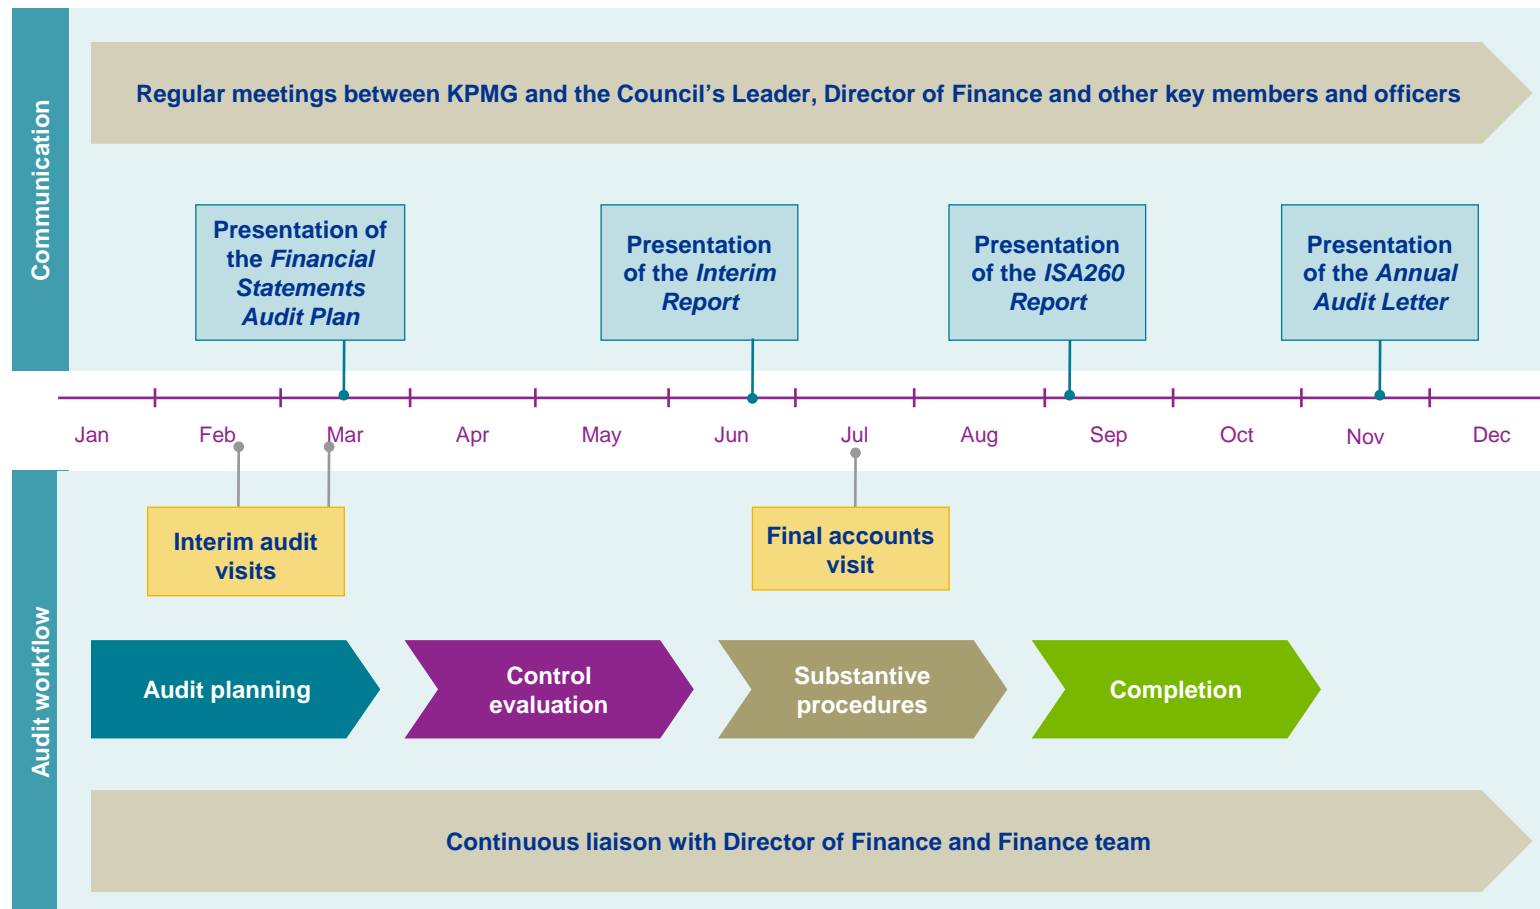 Communication
Regular meetings between KPMG and the Council’s Leader, Director of Finance and other key members and officers
Presentation of
the Financial
Statements
Audit Plan
Presentation
of the Interim
Report
Presentation
of the ISA260
Report
Presentation
of the Annual
Audit Letter
Jan
Feb
Mar
Apr
May
Jun
Jul
Aug
Sep
Oct
Nov
Dec
Audit workflow
Interim audit
visits
Final accounts
visit
Audit planning
Control
evaluation
Substantive
procedures
Completion
Continuous liaison with Director of Finance and Finance team